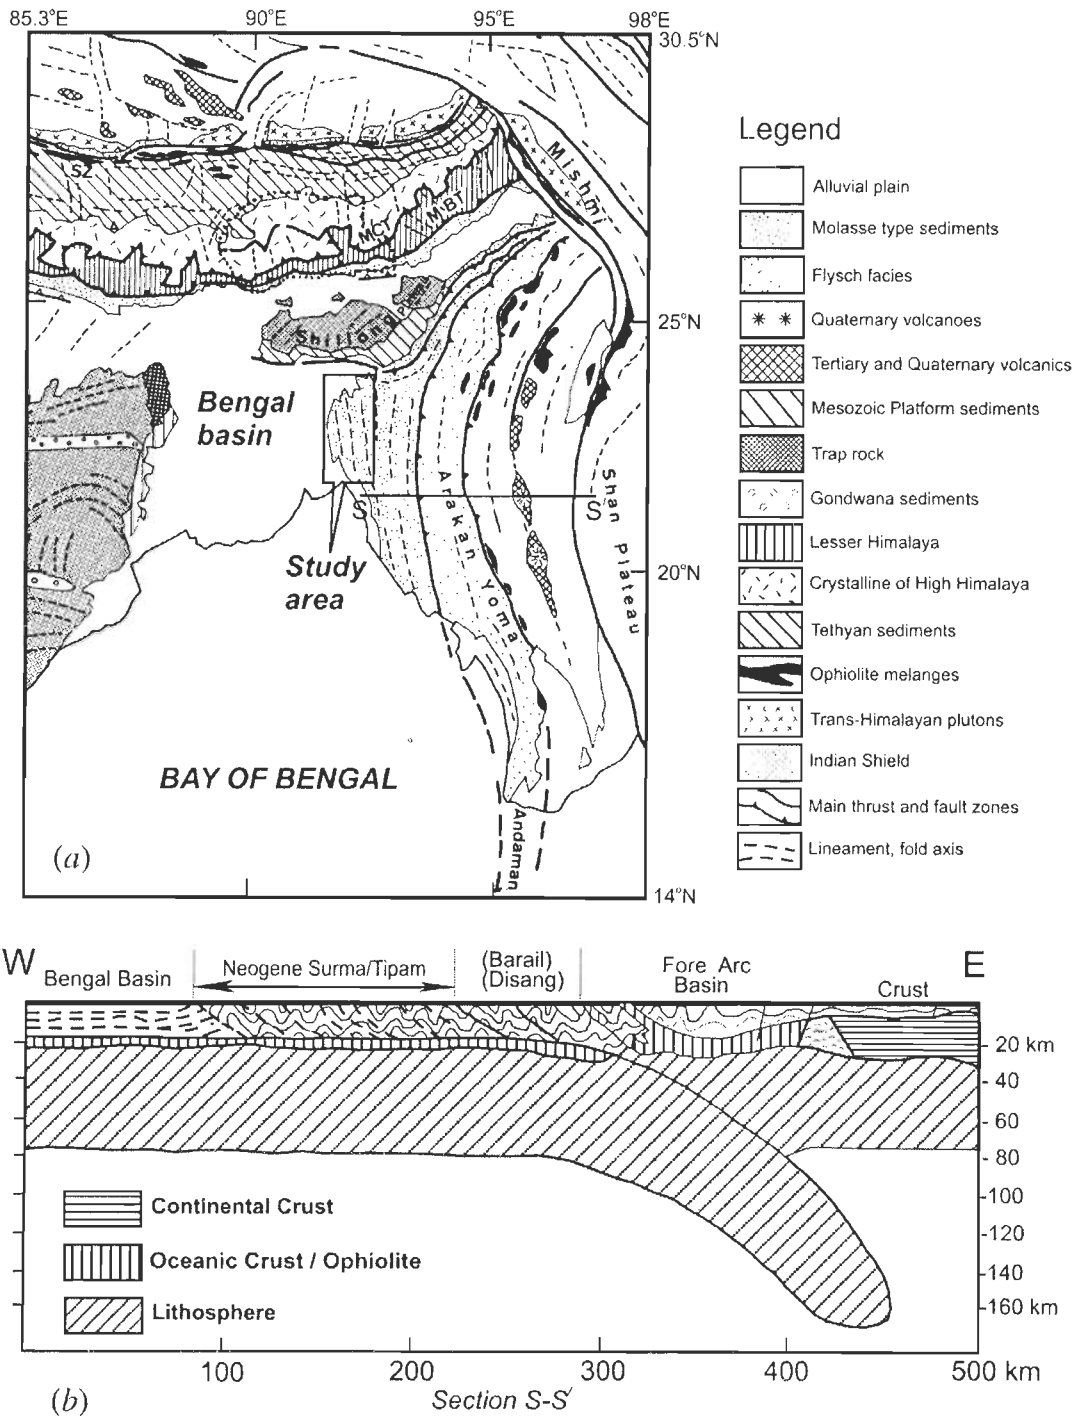 85.3°E
90°E
95°E
98°E
30.5°N
SZ
MCT
MBT
Mishmi
Shillong
25°N
Bengal
basin
Study
area
S
S'
Arakan Yoma
Shan Plateau
20°N
BAY OF BENGAL
Andaman
(a)
14°N
Legend
Alluvial plain
Molasse type sediments
Flysch facies
Quaternary volcanoes
Tertiary and Quaternary volcanics
Mesozoic Platform sediments
Trap rock
Gondwana sediments
Lesser Himalaya
Crystalline of High Himalaya
Tethyan sediments
Ophiolite melanges
Trans-Himalayan plutons
Indian Shield
Main thrust and fault zones
Lineament, fold axis
W
Bengal Basin
Neogene Surma/Tipam
(Barail)
(Disang)
Fore Arc
Basin
Crust
E
20 km
- 40
- 60
- 80
-100
-120
-140
-160 km
Continental Crust
Oceanic Crust / Ophiolite
Lithosphere
100
200
300
400
500 km
(b)
Section S-S'